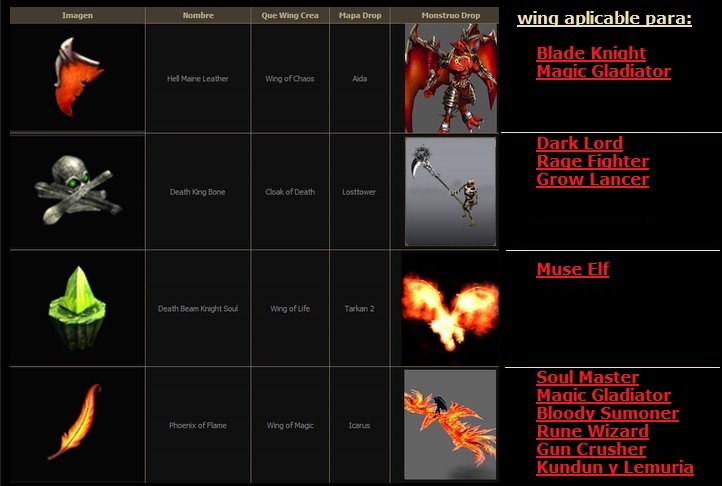 Imagen Nombre Que Wing Crea Mapa Drop Monstruo Drop
wing aplicable para:
Hell Maine Leather Wing of Chaos Aida
Blade Knight
Magic Gladiator
Death King Bone Cloak of Death Losttower
Dark Lord
Rage Fighter
Grow Lancer
Death Beam Knight Soul Wing of Life Tarkan 2
Muse Elf
Phoenix of Flame Wing of Magic Icarus
Soul Master
Magic Gladiator
Bloody Sumoner
Rune Wizard
Gun Crusher
Kundun y Lemuria